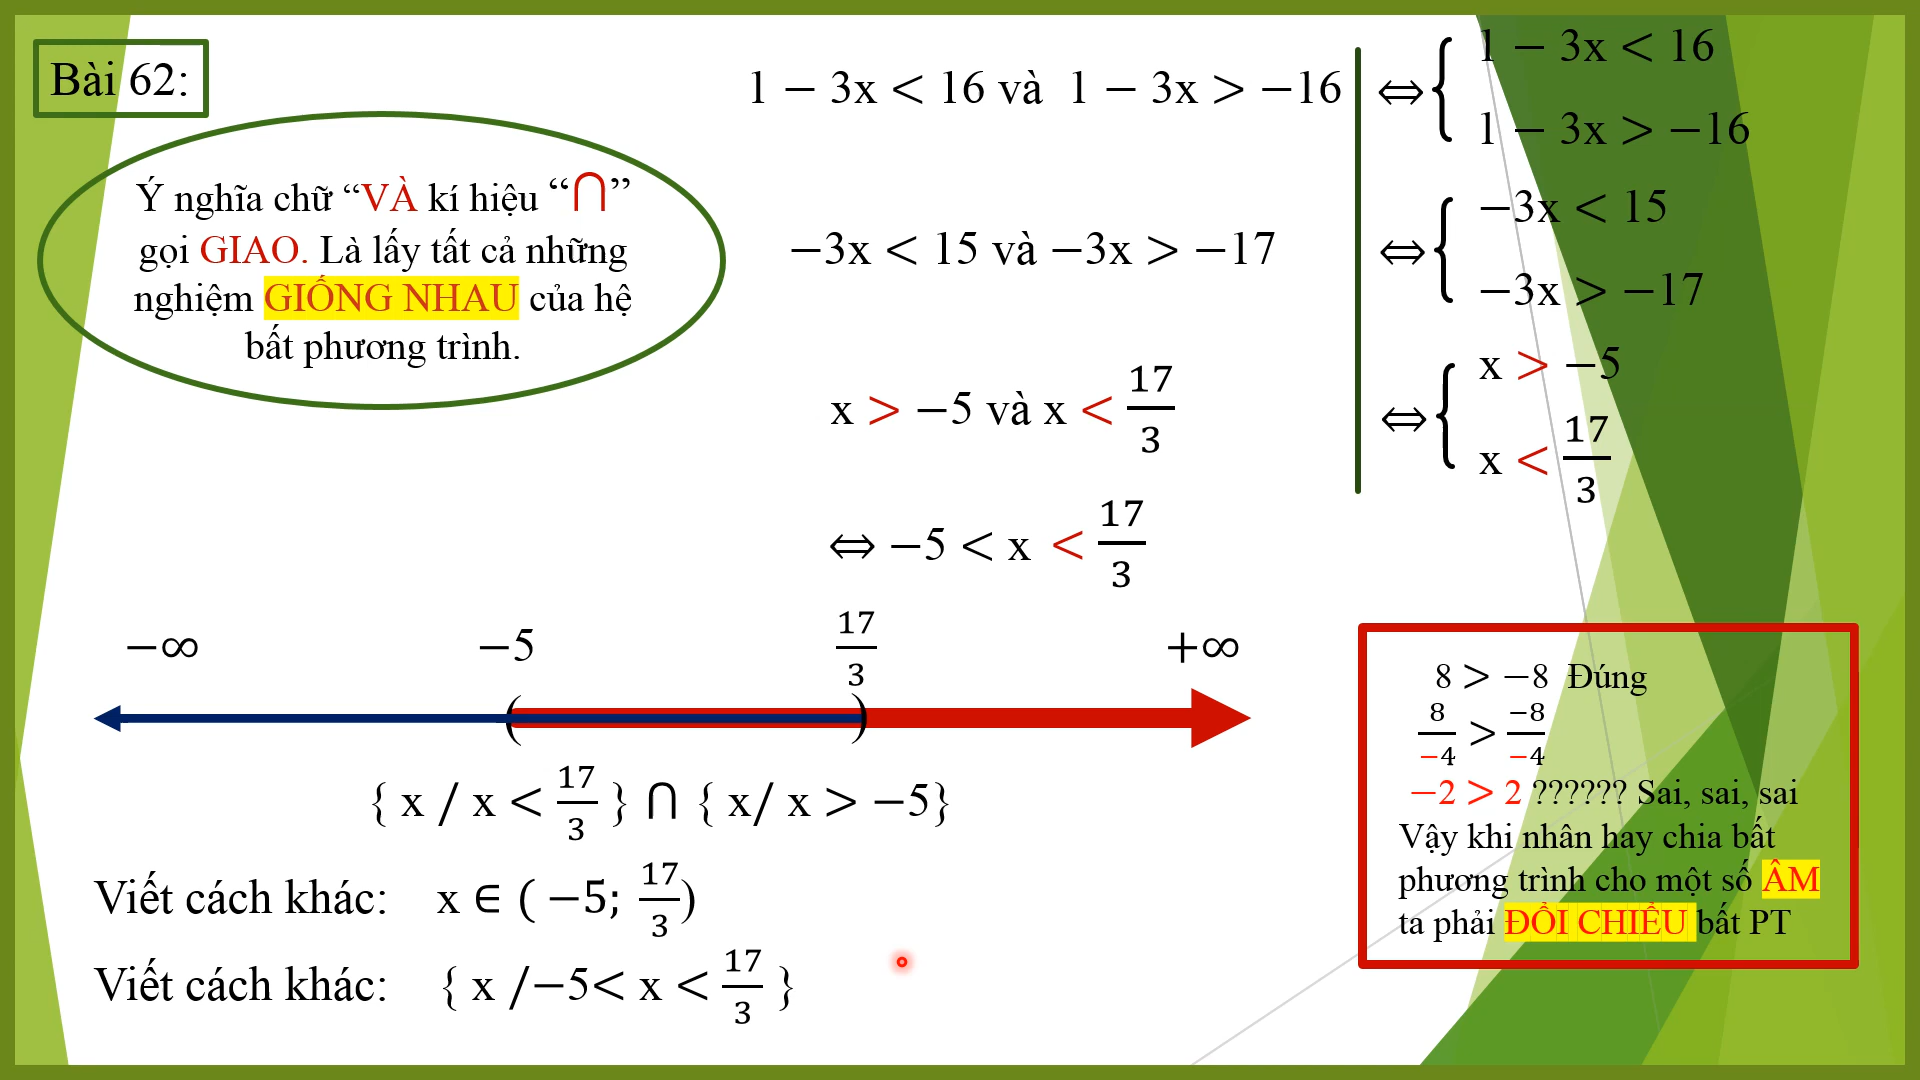 Bài 62:
Ý nghĩa chữ “VÀ kí hiệu “⋂”
gọi GIAO. Là lấy tất cả những
nghiệm GIỐNG NHAU của hệ
bất phương trình.
1 − 3x < 16 và 1 − 3x > −16
−3x < 15 và −3x > −17
x > −5 và x < 17/3
⇔ −5 < x < 17/3
⇔ { 1 − 3x < 16
1 − 3x > −16
⇔ { −3x < 15
−3x > −17
⇔ { x > −5
x < 17/3
−∞ −5 17/3 +∞
( )
{ x / x < 17/3 } ⋂ { x/ x > −5}
Viết cách khác: x ∈ ( −5; 17/3)
Viết cách khác: { x /−5< x < 17/3 }
8 > −8 Đúng
8/−4 > −8/−4
−2 > 2 ?????? Sai, sai, sai
Vậy khi nhân hay chia bất
phương trình cho một số ÂM
ta phải ĐỔI CHIỀU bất PT